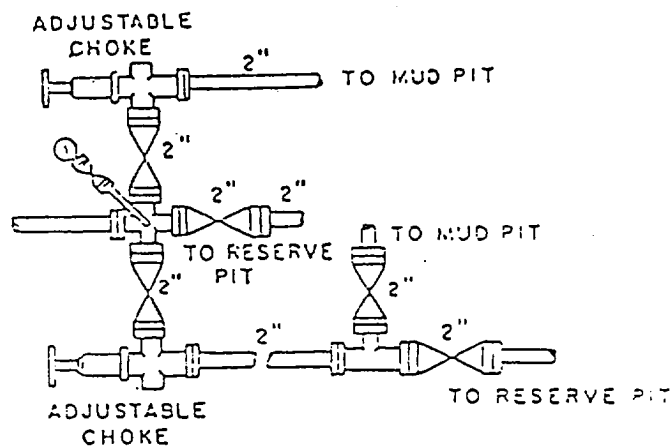 ADJUSTABLE
CHOKE
2"
TO MUD PIT
2"
2"
2"
TO RESERVE
PIT
TO MUD PIT
2"
2"
2"
2"
TO RESERVE PIT
ADJUSTABLE
CHOKE